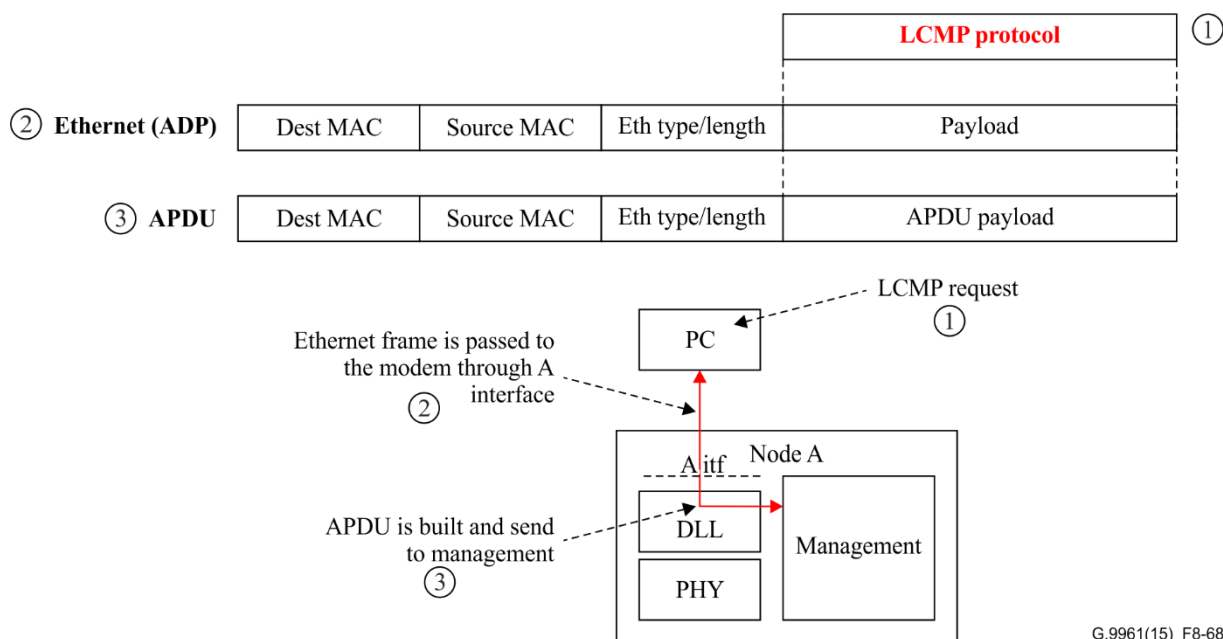 LCMP protocol
①
② Ethernet (ADP)
Dest MAC
Source MAC
Eth type/length
Payload
③ APDU
Dest MAC
Source MAC
Eth type/length
APDU payload
LCMP request
①
PC
Ethernet frame is passed to
the modem through A
interface
②
Node A
A itf
DLL
Management
APDU is built and send
to management
③
PHY
G.9961(15)_F8-68